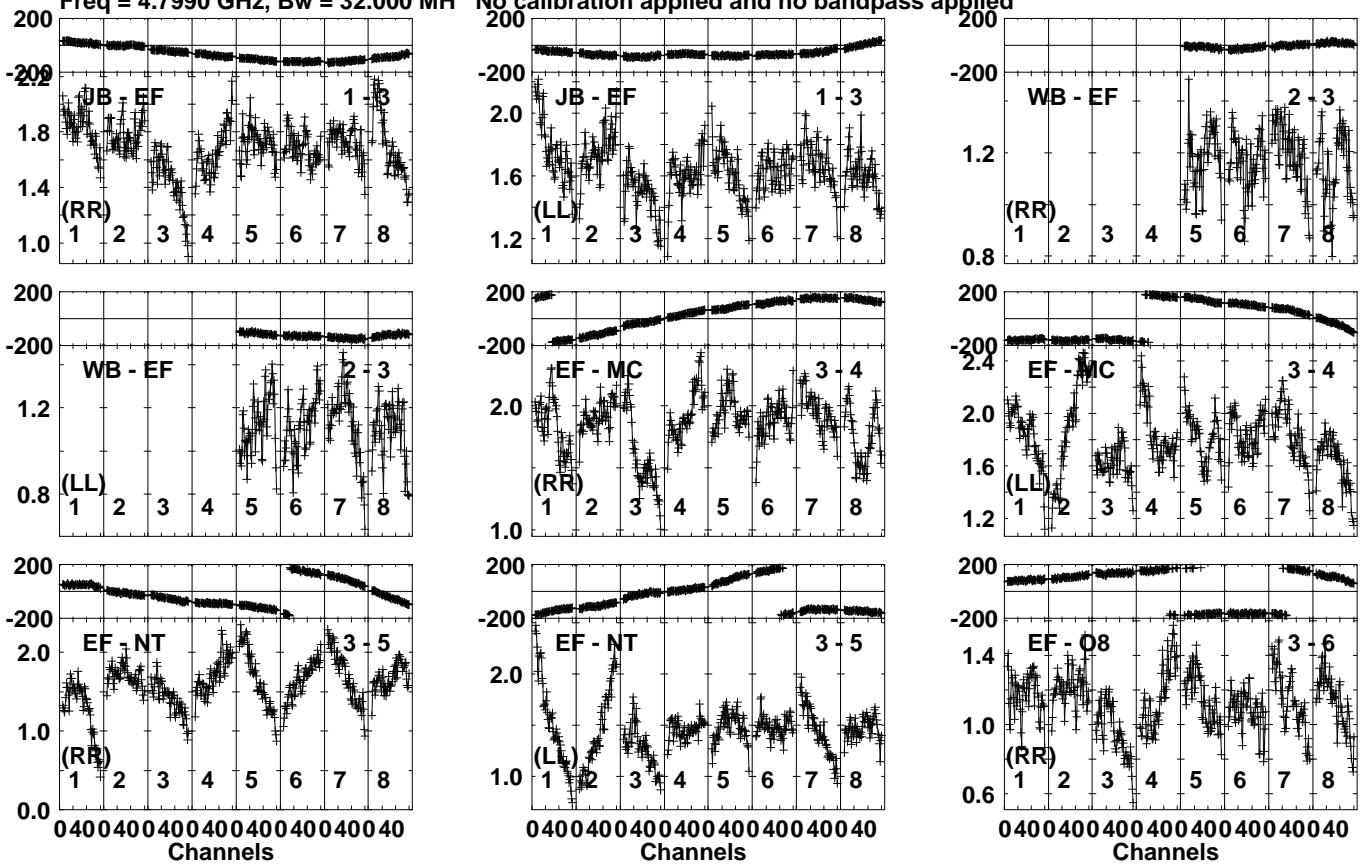 Freq = 4.7990 GHz, Bw = 32.000 MH No calibration applied and no bandpass applied
200
-200
2.2
1.8
1.4
1.0
JB - EF
1 - 3
(RR)
1 2 3 4 5 6 7 8
200
-200
2.0
1.6
1.2
JB - EF
1 - 3
(LL)
1 2 3 4 5 6 7 8
200
-200
1.2
0.8
WB - EF
2 - 3
(RR)
1 2 3 4 5 6 7 8
200
-200
1.2
0.8
WB - EF
2 - 3
(LL)
1 2 3 4 5 6 7 8
200
-200
2.0
1.0
EF - MC
3 - 4
(RR)
1 2 3 4 5 6 7 8
200
-200
2.4
2.0
1.6
1.2
EF - MC
3 - 4
(LL)
1 2 3 4 5 6 7 8
200
-200
2.0
1.0
0.0
EF - NT
3 - 5
(RR)
1 2 3 4 5 6 7 8
0 40 0 40 0 40 0 40 0 40 0 40 0 40 0 40
Channels
200
-200
2.0
1.0
EF - NT
3 - 5
(LL)
1 2 3 4 5 6 7 8
0 40 0 40 0 40 0 40 0 40 0 40 0 40 0 40
Channels
200
-200
1.4
1.0
0.6
EF - O8
3 - 6
(RR)
1 2 3 4 5 6 7 8
0 40 0 40 0 40 0 40 0 40 0 40 0 40 0 40
Channels